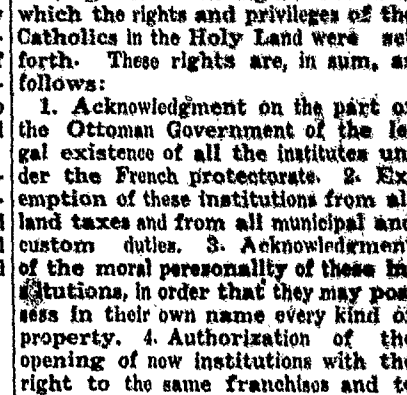 which the rights and privileges of the
Catholics in the Holy Land were set
forth. These rights are, in sum, as
follows:
1. Acknowledgment on the part of
the Ottoman Government of the le
gal existence of all the institutes un
der the French protectorate. 2. Ex
emption of these institutions from al
land taxes and from all municipal and
custom duties. 3. Acknowledgmen
of the moral peresonality of these in
stitutions, in order that they may pos
sess in their own name every kind of
property. 4. Authorization of the
opening of now institutions with the
right to the same franchises and to